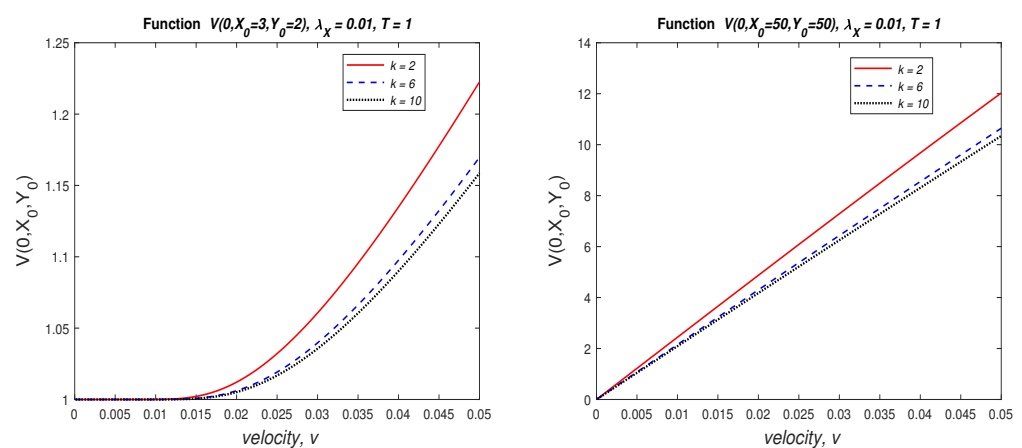 Function V(0,X₀=3,Y₀=2), λ_X = 0.01, T = 1
1.25
1.2
1.15
1.1
1.05
1
V(0,X₀,Y₀)
k = 2
k = 6
k = 10
0 0.005 0.01 0.015 0.02 0.025 0.03 0.035 0.04 0.045 0.05
velocity, v
Function V(0,X₀=50,Y₀=50), λ_X = 0.01, T = 1
14
12
10
8
6
4
2
0
V(0,X₀,Y₀)
k = 2
k = 6
k = 10
0 0.005 0.01 0.015 0.02 0.025 0.03 0.035 0.04 0.045 0.05
velocity, v